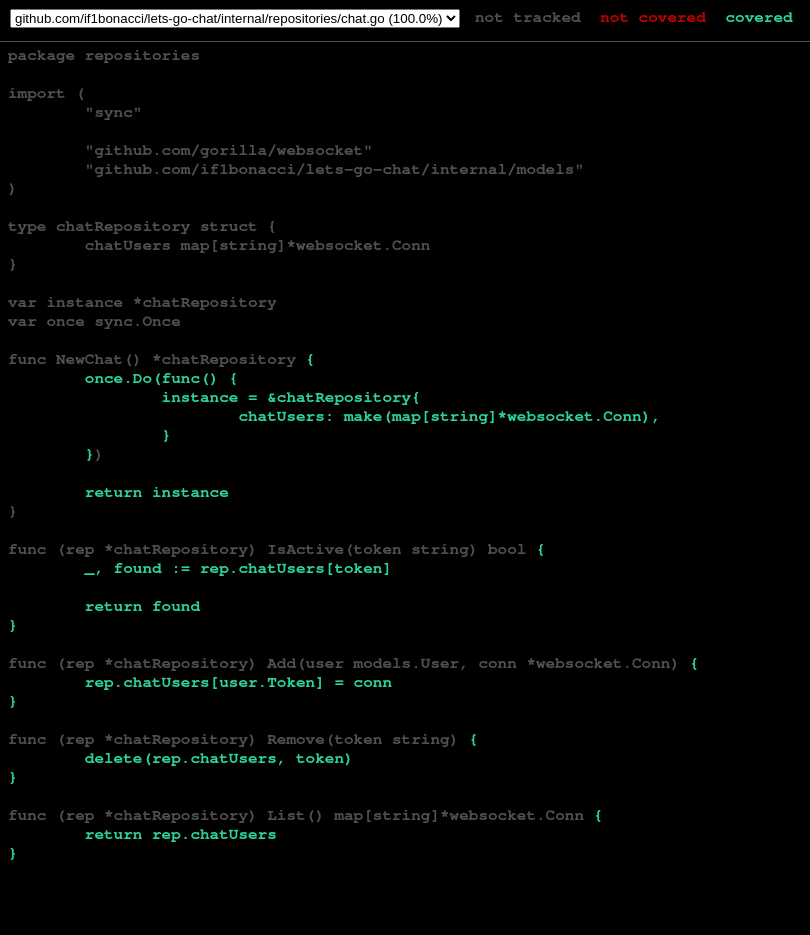 github.com/if1bonacci/lets-go-chat/internal/repositories/chat.go (100.0%) not tracked not covered covered
package repositories

import (
        "sync"

        "github.com/gorilla/websocket"
        "github.com/if1bonacci/lets-go-chat/internal/models"
)

type chatRepository struct {
        chatUsers map[string]*websocket.Conn
}

var instance *chatRepository
var once sync.Once

func NewChat() *chatRepository {
        once.Do(func() {
                instance = &chatRepository{
                        chatUsers: make(map[string]*websocket.Conn),
                }
        })

        return instance
}

func (rep *chatRepository) IsActive(token string) bool {
        _, found := rep.chatUsers[token]

        return found
}

func (rep *chatRepository) Add(user models.User, conn *websocket.Conn) {
        rep.chatUsers[user.Token] = conn
}

func (rep *chatRepository) Remove(token string) {
        delete(rep.chatUsers, token)
}

func (rep *chatRepository) List() map[string]*websocket.Conn {
        return rep.chatUsers
}